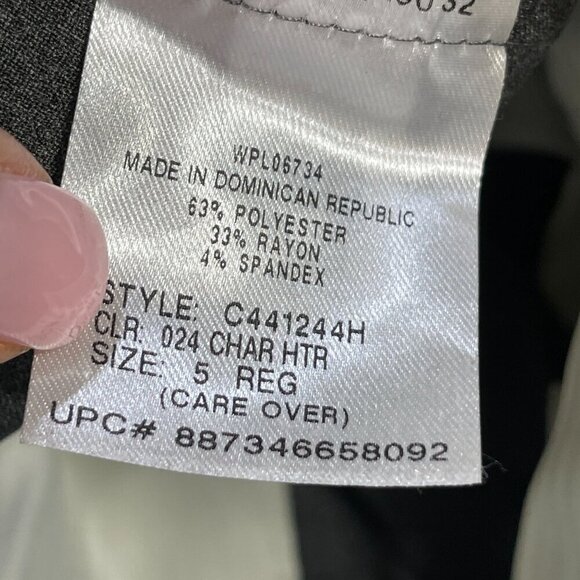 WPL06734
MADE IN DOMINICAN REPUBLIC
63% POLYESTER
33% RAYON
4% SPANDEX
STYLE: C441244H
CLR: 024 CHAR HTR
SIZE: 5 REG
(CARE OVER)
UPC# 887346658092